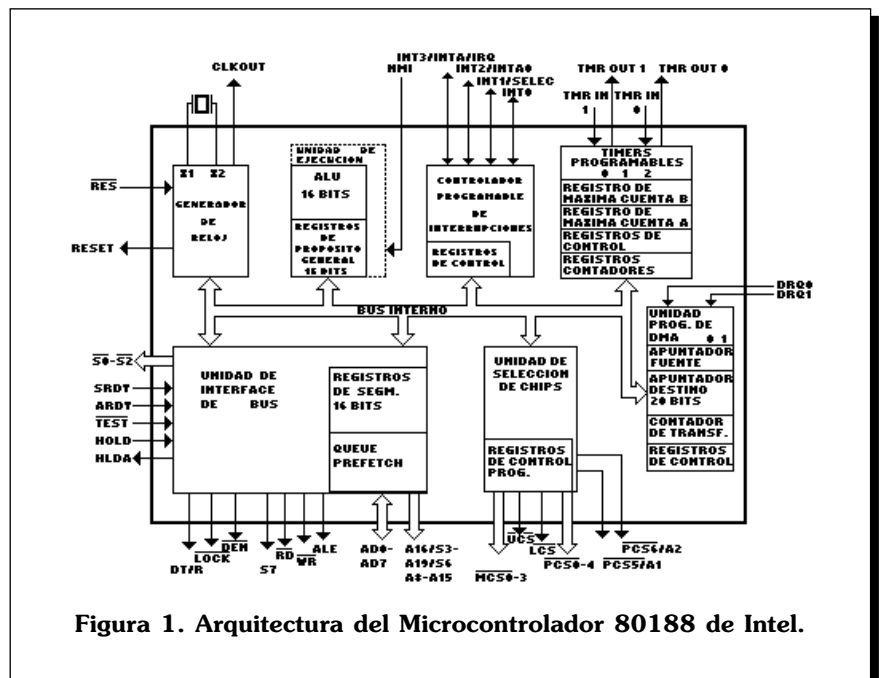 CLKOUT
INT3/INTA/IRQ
NMI
INT2/INTA0
INT1/SELEC
INT0
TMR OUT 1 TMR OUT 0
TMR IN TMR IN
1 0
X1 X2
GENERADOR
DE
RELOJ
RES
RESET
UNIDAD DE
EJECUCION
ALU
16 BITS
REGISTROS
DE
PROPOSITO
GENERAL
16 BITS
CONTROLADOR
PROGRAMABLE
DE
INTERRUPCIONES
REGISTROS
DE CONTROL
TIMERS
PROGRAMABLES
0 1 2
REGISTRO DE
MAXIMA CUENTA B
REGISTRO DE
MAXIMA CUENTA A
REGISTROS DE
CONTROL
REGISTROS
CONTADORES
BUS INTERNO
DRQ0
DRQ1
UNIDAD
PROG. DE
DMA 0 1
APUNTADOR
FUENTE
APUNTADOR
DESTINO
20 BITS
CONTADOR
DE TRANSF.
REGISTROS
DE CONTROL
S0-S2
SRDT
ARDT
TEST
HOLD
HLDA
UNIDAD DE
INTERFACE
DE BUS
REGISTROS
DE SEGM.
16 BITS
QUEUE
PREFETCH
UNIDAD DE
SELECCION
DE CHIPS
REGISTROS
DE CONTROL
PROG.
DT/R
LOCK
DEN
S7
RD
WR
ALE
AD0-
AD7
A16/S3-
A19/S6
A8-A15
MCS0-3
UCS
LCS
PCS0-4
PCS6/A2
PCS5/A1
Figura 1. Arquitectura del Microcontrolador 80188 de Intel.